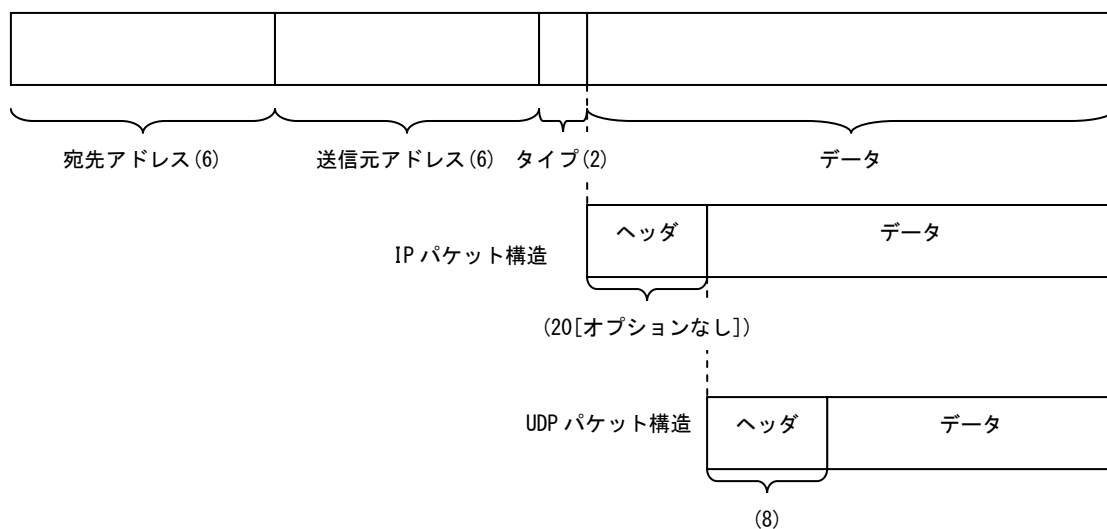 宛先アドレス(6) 送信元アドレス(6) タイプ(2) データ
ヘッダ データ
IP パケット構造
(20[オプションなし])
UDP パケット構造 ヘッダ データ
(8)